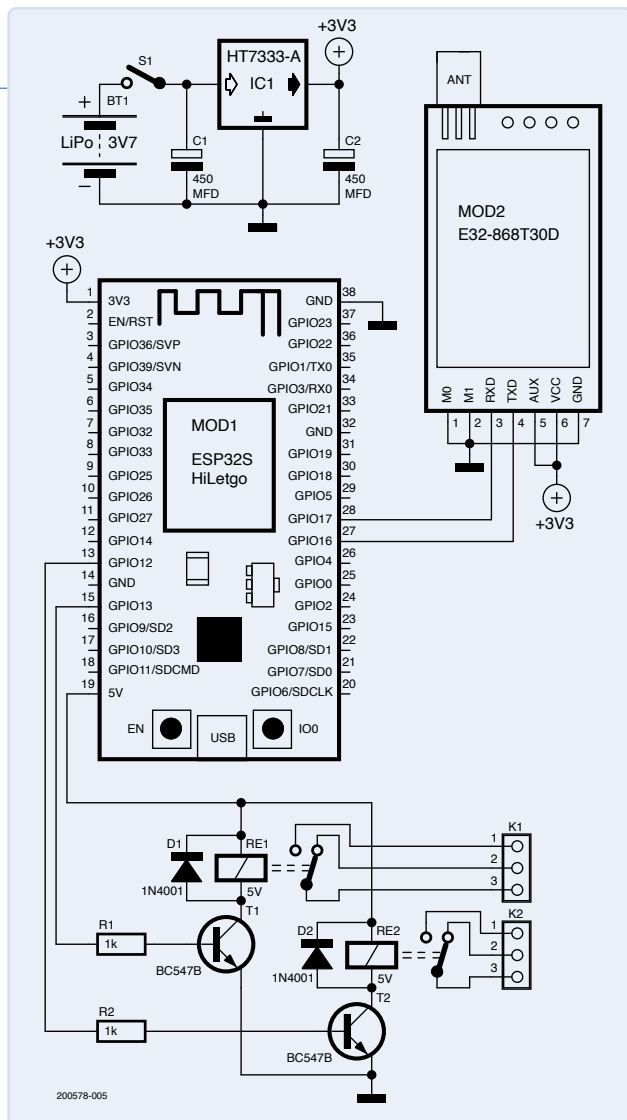 +3V3
HT7333-A
IC1
S1
BT1
+
LiPo 3V7
–
C1
450
MFD
C2
450
MFD
ANT
MOD2
E32-868T30D
M0
M1
RXD
TXD
AUX
VCC
GND
1 2 3 4 5 6 7
+3V3
+3V3
MOD1
ESP32S
HiLetgo
1 3V3
2 EN/RST
3 GPIO36/SVP
4 GPIO39/SVN
5 GPIO34
6 GPIO35
7 GPIO32
8 GPIO33
9 GPIO25
10 GPIO26
11 GPIO27
12 GPIO14
13 GPIO12
14 GND
15 GPIO13
16 GPIO9/SD2
17 GPIO10/SD3
18 GPIO11/SDCMD
19 5V
GND 38
GPIO23 37
GPIO22 36
GPIO1/TX0 35
GPIO3/RX0 34
GPIO21 33
GND 32
GPIO19 31
GPIO18 30
GPIO5 29
GPIO17 28
GPIO16 27
GPIO4 26
GPIO0 25
GPIO2 24
GPIO15 23
GPIO8/SD1 22
GPIO7/SD0 21
GPIO6/SDCLK 20
EN
USB
IO0
D1
1N4001
RE1
5V
T1
BC547B
R1
1k
K1
1
2
3
D2
1N4001
RE2
5V
T2
BC547B
R2
1k
K2
1
2
3
200578-005